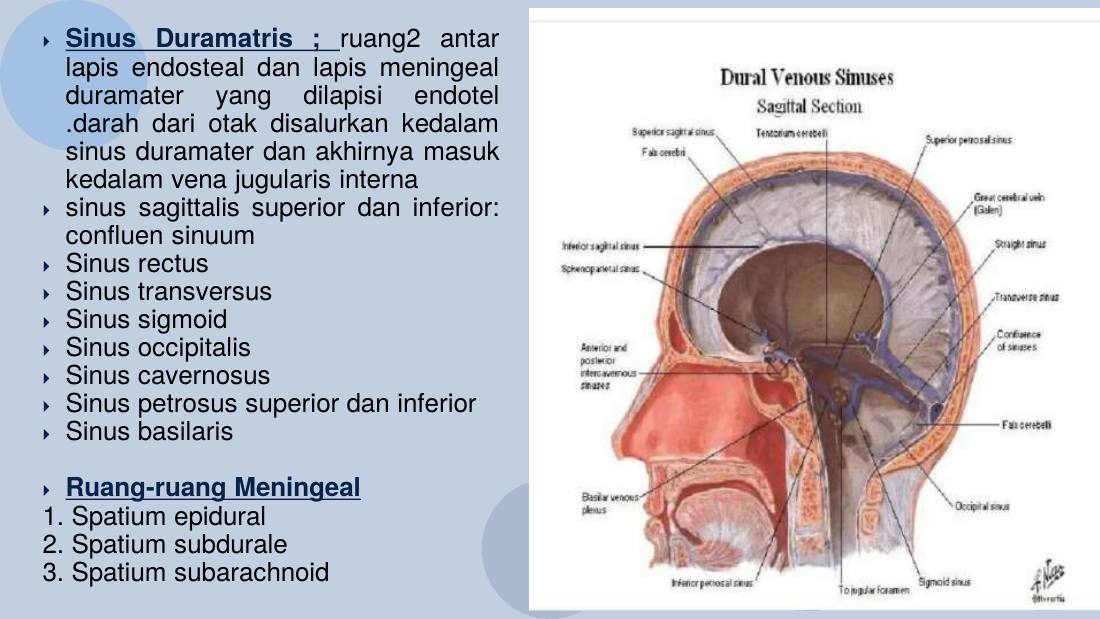 Sinus Duramatris ; ruang2 antar
lapis endosteal dan lapis meningeal
duramater yang dilapisi endotel
.darah dari otak disalurkan kedalam
sinus duramater dan akhirnya masuk
kedalam vena jugularis interna
sinus sagittalis superior dan inferior:
confluen sinuum
Sinus rectus
Sinus transversus
Sinus sigmoid
Sinus occipitalis
Sinus cavernosus
Sinus petrosus superior dan inferior
Sinus basilaris
Ruang-ruang Meningeal
1. Spatium epidural
2. Spatium subdurale
3. Spatium subarachnoid
Dural Venous Sinuses
Sagittal Section
Superior sagittal sinus
Tentorium cerebelli
Superior petrosal sinus
Falx cerebri
Great cerebral vein
(Galen)
Inferior sagittal sinus
Straight sinus
Sphenoparietal sinus
Transverse sinus
Anterior and
posterior
intercavernous
sinuses
Confluence
of sinuses
Falx cerebelli
Basilar venous
plexus
Occipital sinus
Inferior petrosal sinus
To jugular foramen
Sigmoid sinus